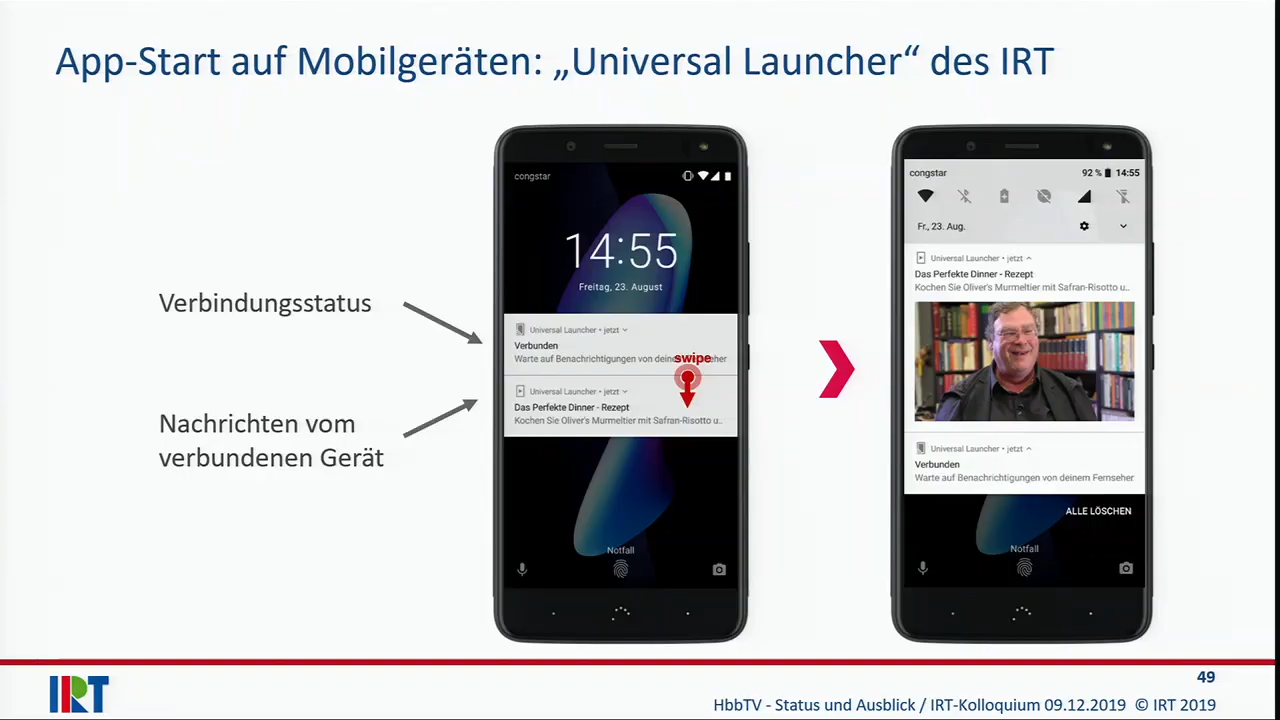 App-Start auf Mobilgeräten: „Universal Launcher“ des IRT
Verbindungsstatus
Nachrichten vom
verbundenen Gerät
congstar
14:55
Freitag, 23. August
Universal Launcher • jetzt
Verbunden
Warte auf Benachrichtigungen von deinem Fernseher
swipe
Universal Launcher • jetzt
Das Perfekte Dinner - Rezept
Kochen Sie Oliver's Murmeltier mit Safran-Risotto u..
Notfall
congstar 92 % 14:55
Fr., 23. Aug.
Universal Launcher • jetzt
Das Perfekte Dinner - Rezept
Kochen Sie Oliver's Murmeltier mit Safran-Risotto u..
Universal Launcher • jetzt
Verbunden
Warte auf Benachrichtigungen von deinem Fernseher
ALLE LÖSCHEN
Notfall
IRT
49
HbbTV - Status und Ausblick / IRT-Kolloquium 09.12.2019 © IRT 2019